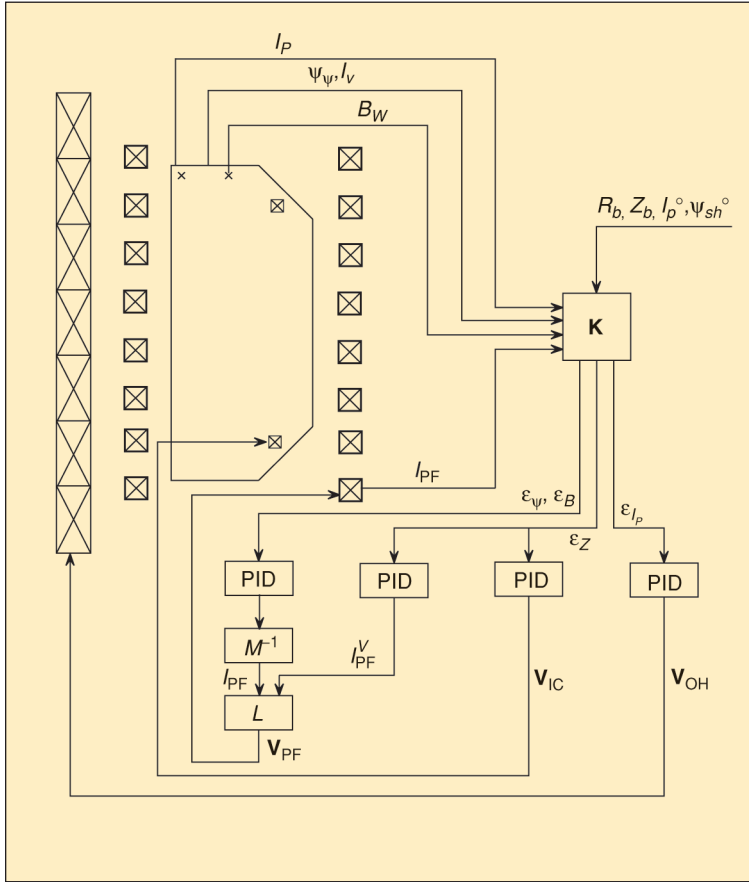 I_P
ψ_ψ, I_v
B_W
R_b, Z_b, I_p°, ψ_sh°
K
I_PF
ε_ψ, ε_B
ε_I_P
ε_Z
PID
PID
PID
PID
M⁻¹
I_PF^V
I_PF
V_IC
V_OH
L
V_PF